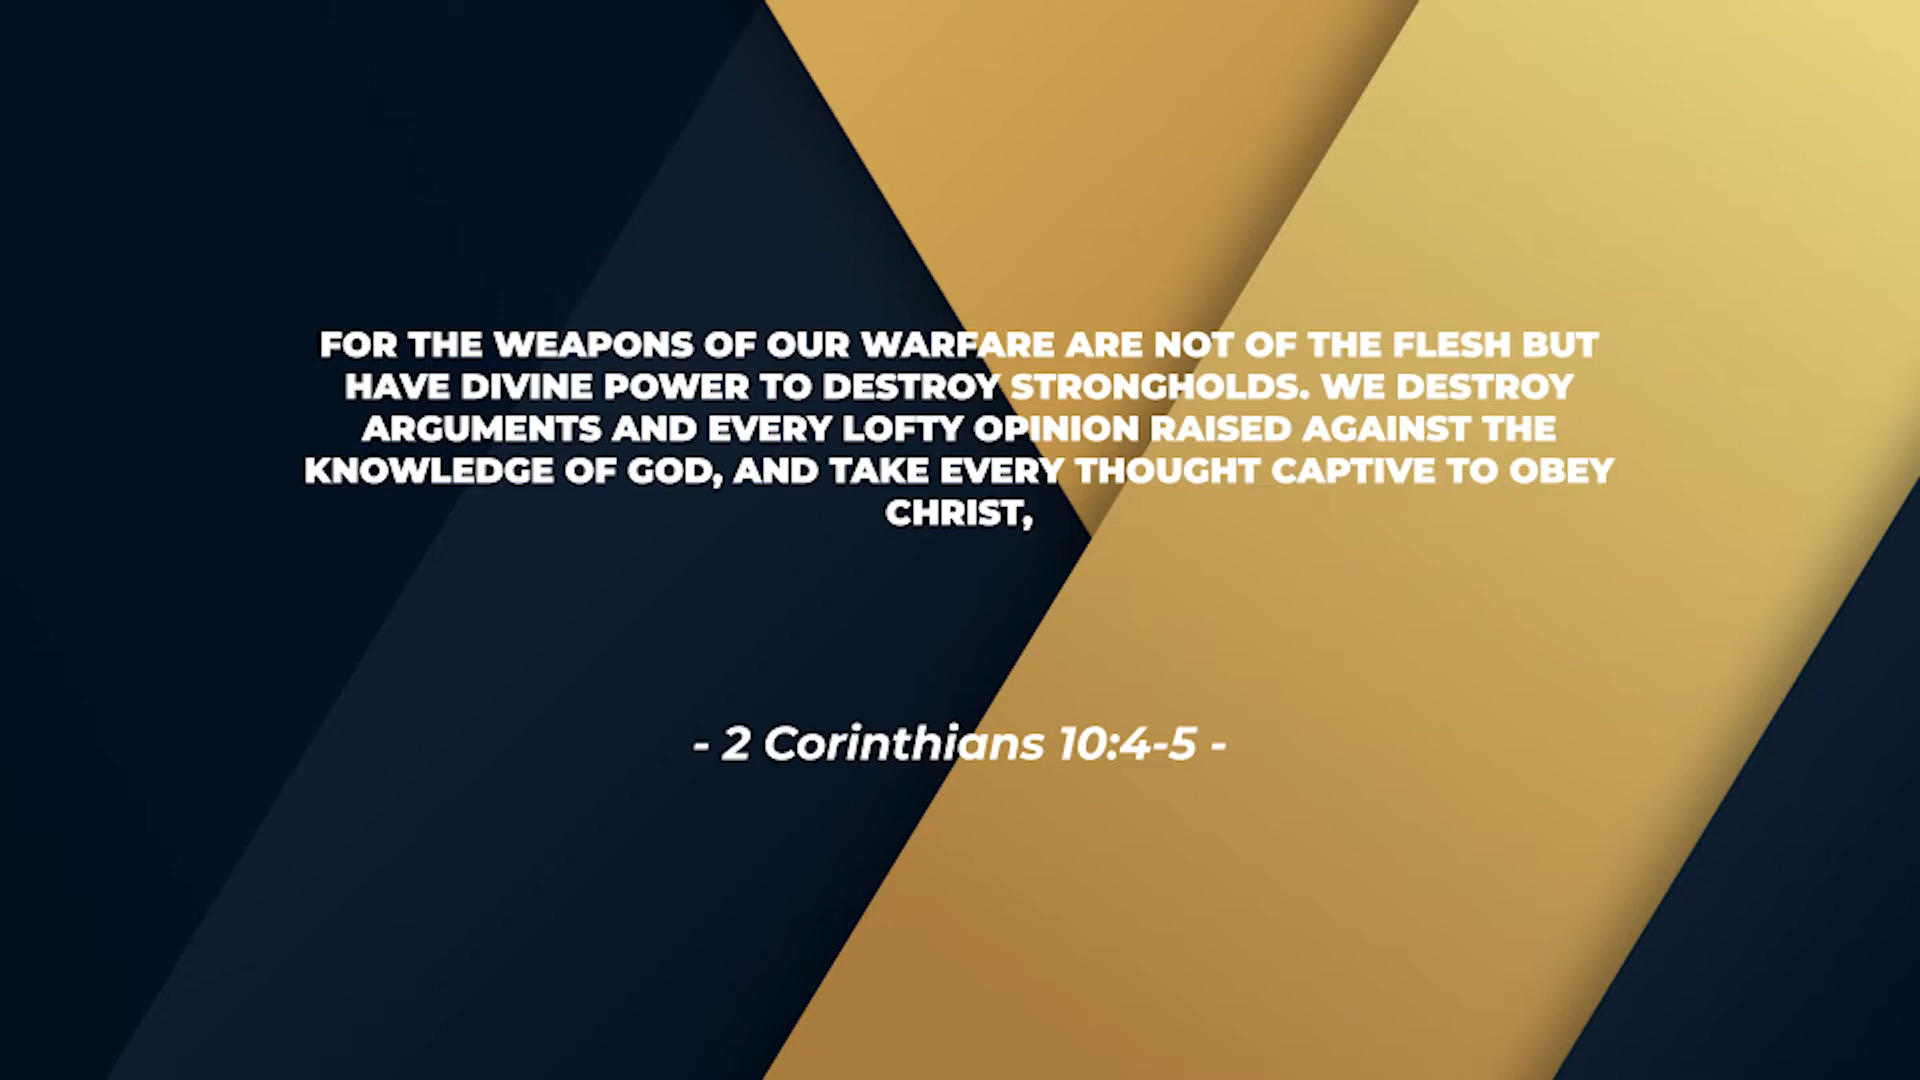 FOR THE WEAPONS OF OUR WARFARE ARE NOT OF THE FLESH BUT
HAVE DIVINE POWER TO DESTROY STRONGHOLDS. WE DESTROY
ARGUMENTS AND EVERY LOFTY OPINION RAISED AGAINST THE
KNOWLEDGE OF GOD, AND TAKE EVERY THOUGHT CAPTIVE TO OBEY
CHRIST,
- 2 Corinthians 10:4-5 -